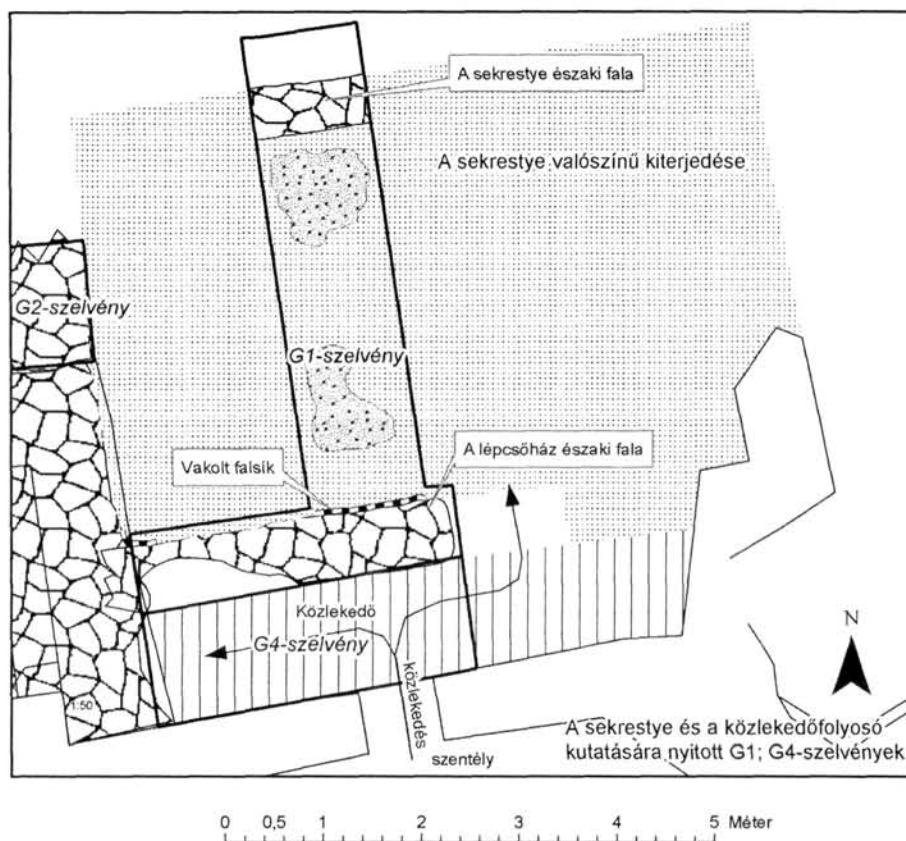 A sekrestye északi fala
A sekrestye valószínű kiterjedése
G2-szelvény
G1-szelvény
A lépcsőház északi fala
Vakolt falsík
Közlekedő
G4-szelvény
közlekedés
szentély
1:50
N
A sekrestye és a közlekedőfolyosó
kutatására nyitott G1; G4-szelvények
0 0,5 1 2 3 4 5 Méter